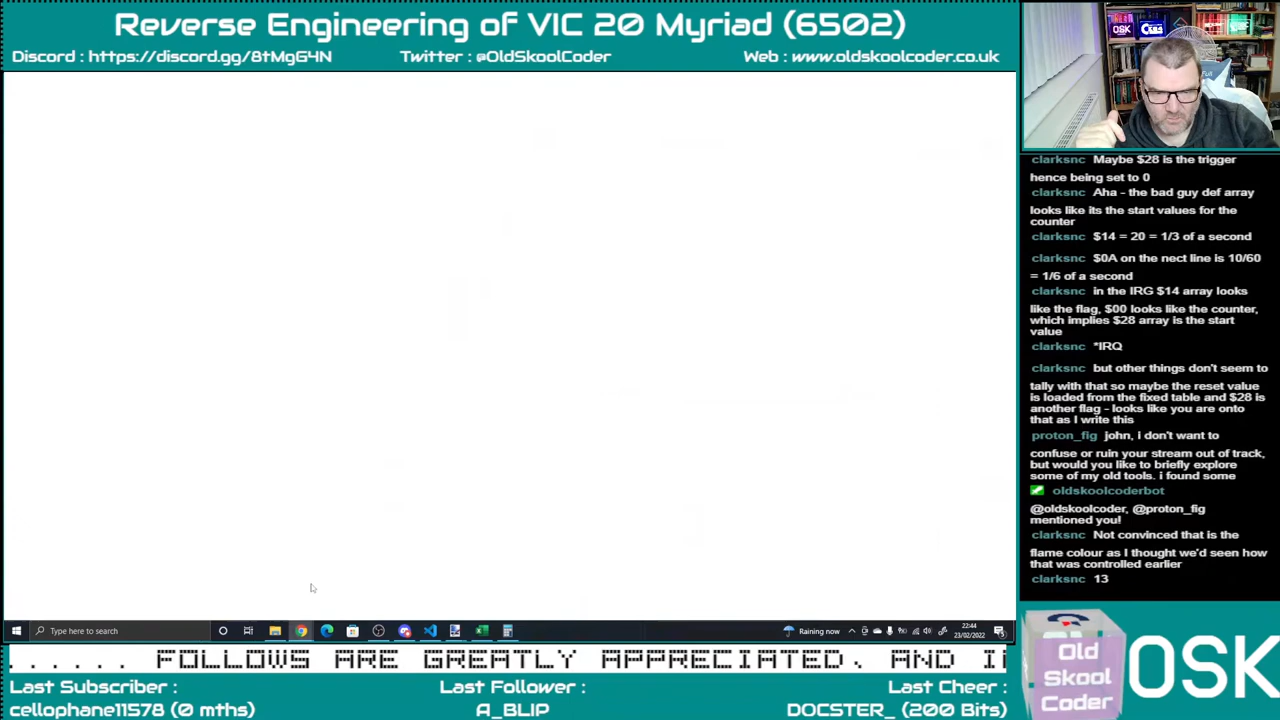 Reverse Engineering of VIC 20 Myriad (6502)
Discord : https://discord.gg/8tMgG4N
Twitter : @OldSkoolCoder
Web : www.oldskoolcoder.co.uk
clarksnc Maybe $28 is the trigger
hence being set to 0
clarksnc Aha - the bad guy def array
looks like its the start values for the
counter
clarksnc $14 = 20 = 1/3 of a second
clarksnc $0A on the nect line is 10/60
= 1/6 of a second
clarksnc in the IRG $14 array looks
like the flag, $00 looks like the counter,
which implies $28 array is the start
value
clarksnc *IRQ
clarksnc but other things don't seem to
tally with that so maybe the reset value
is loaded from the fixed table and $28 is
another flag - looks like you are onto
that as I write this
proton_fig john, i don't want to
confuse or ruin your stream out of track,
but would you like to briefly explore
some of my old tools. i found some
oldskoolcoderbot
@oldskoolcoder, @proton_fig
mentioned you!
clarksnc Not convinced that is the
flame colour as I thought we'd seen how
that was controlled earlier
clarksnc 13
Type here to search
Raining now
22:44
23/02/2022
...... FOLLOWS ARE GREATLY APPRECIATED. AND
Last Subscriber :
cellophane11578 (0 mths)
Last Follower :
A_BLIP
Last Cheer :
DOCSTER_ (200 Bits)
Old
Skool
Coder
OSK